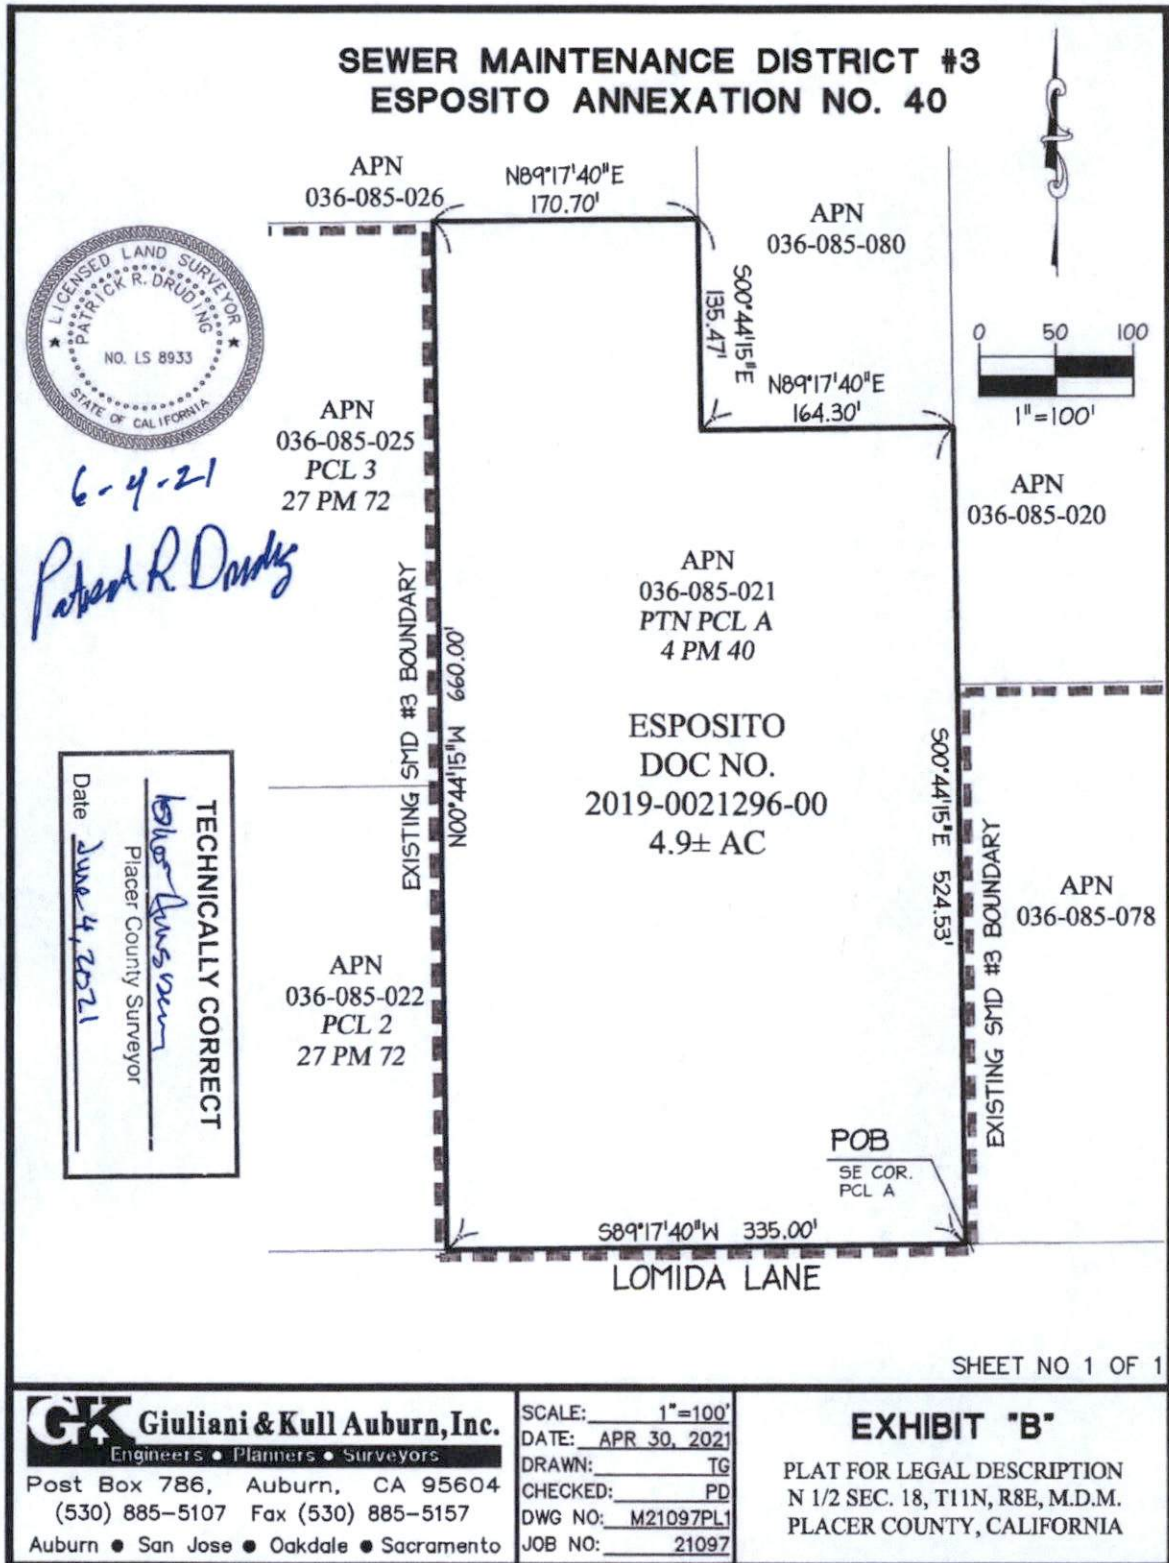 SEWER MAINTENANCE DISTRICT #3
ESPOSITO ANNEXATION NO. 40
APN
036-085-026
N89°17'40"E
170.70'
APN
036-085-080
S00°44'15"E
135.47'
N89°17'40"E
164.30'
0 50 100
1"=100'
LICENSED LAND SURVEYOR
PATRICK R. DRUDING
NO. LS 8933
STATE OF CALIFORNIA
6-4-21
Patrick R. Druding
APN
036-085-025
PCL 3
27 PM 72
APN
036-085-020
APN
036-085-021
PTN PCL A
4 PM 40
EXISTING SMD #3 BOUNDARY
N00°44'15"W 660.00'
ESPOSITO
DOC NO.
2019-0021296-00
4.9± AC
S00°44'15"E 524.53'
EXISTING SMD #3 BOUNDARY
APN
036-085-078
TECHNICALLY CORRECT
Placer County Surveyor
Date June 4, 2021
APN
036-085-022
PCL 2
27 PM 72
POB
SE COR.
PCL A
S89°17'40"W 335.00'
LOMIDA LANE
SHEET NO 1 OF 1
GK Giuliani & Kull Auburn, Inc.
Engineers • Planners • Surveyors
Post Box 786, Auburn, CA 95604
(530) 885-5107 Fax (530) 885-5157
Auburn • San Jose • Oakdale • Sacramento
SCALE: 1"=100'
DATE: APR 30, 2021
DRAWN: TG
CHECKED: PD
DWG NO: M21097PL1
JOB NO: 21097
EXHIBIT "B"
PLAT FOR LEGAL DESCRIPTION
N 1/2 SEC. 18, T11N, R8E, M.D.M.
PLACER COUNTY, CALIFORNIA